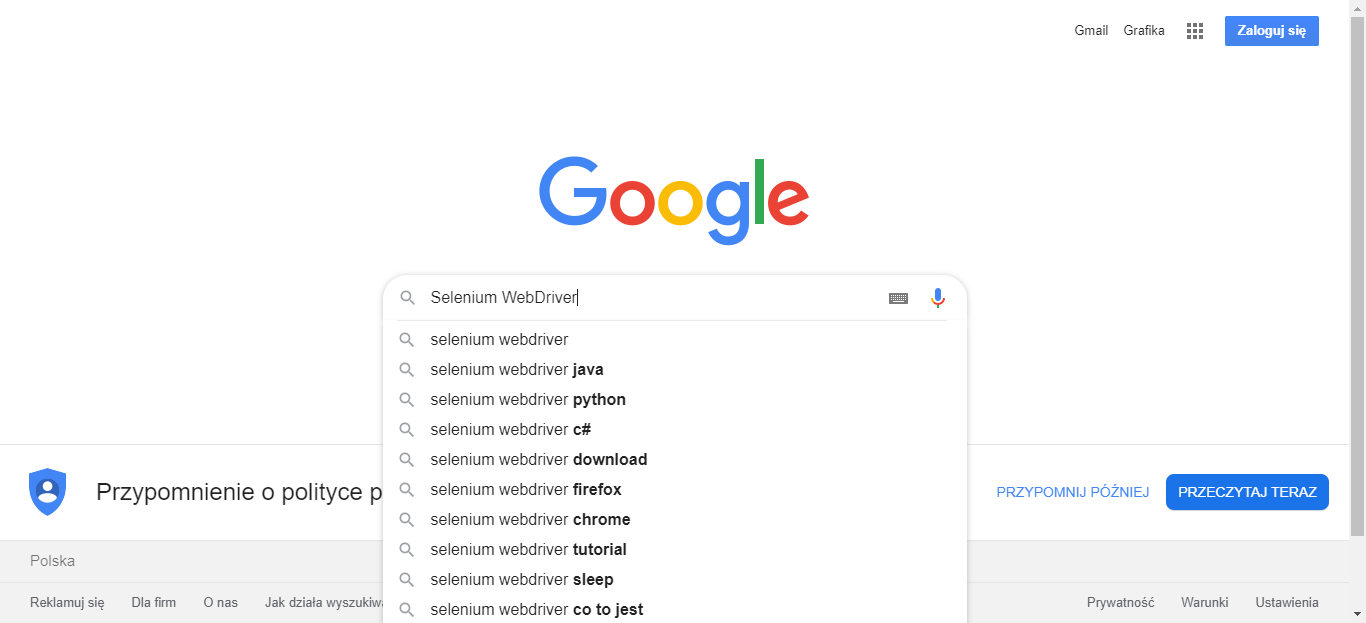 Gmail Grafika Zaloguj się
Google
Selenium WebDriver
selenium webdriver
selenium webdriver java
selenium webdriver python
selenium webdriver c#
selenium webdriver download
selenium webdriver firefox
selenium webdriver chrome
selenium webdriver tutorial
selenium webdriver sleep
selenium webdriver co to jest
Przypomnienie o polityce p
PRZYPOMNIJ PÓŹNIEJ PRZECZYTAJ TERAZ
Polska
Reklamuj się Dla firm O nas Jak działa wyszukiwa
Prywatność Warunki Ustawienia